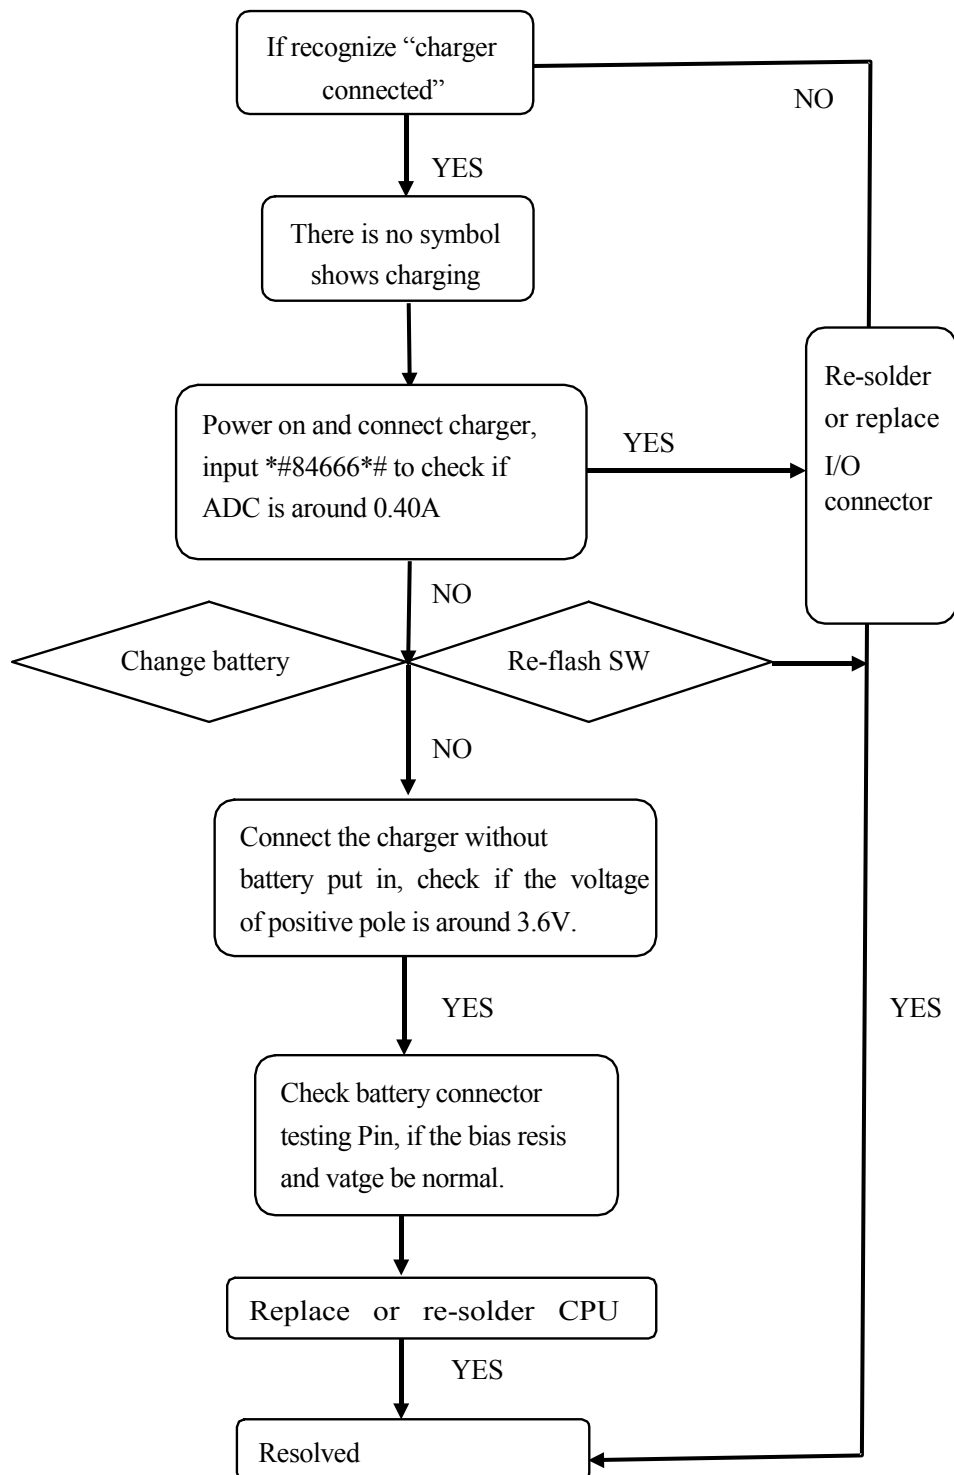 If recognize “charger
connected”
NO
YES
There is no symbol
shows charging
Power on and connect charger,
input *#84666*# to check if
ADC is around 0.40A
YES
Re-solder
or replace
I/O
connector
NO
Change battery
Re-flash SW
NO
Connect the charger without
battery put in, check if the voltage
of positive pole is around 3.6V.
YES
YES
Check battery connector
testing Pin, if the bias resis
and vatge be normal.
Replace or re-solder CPU
YES
Resolved